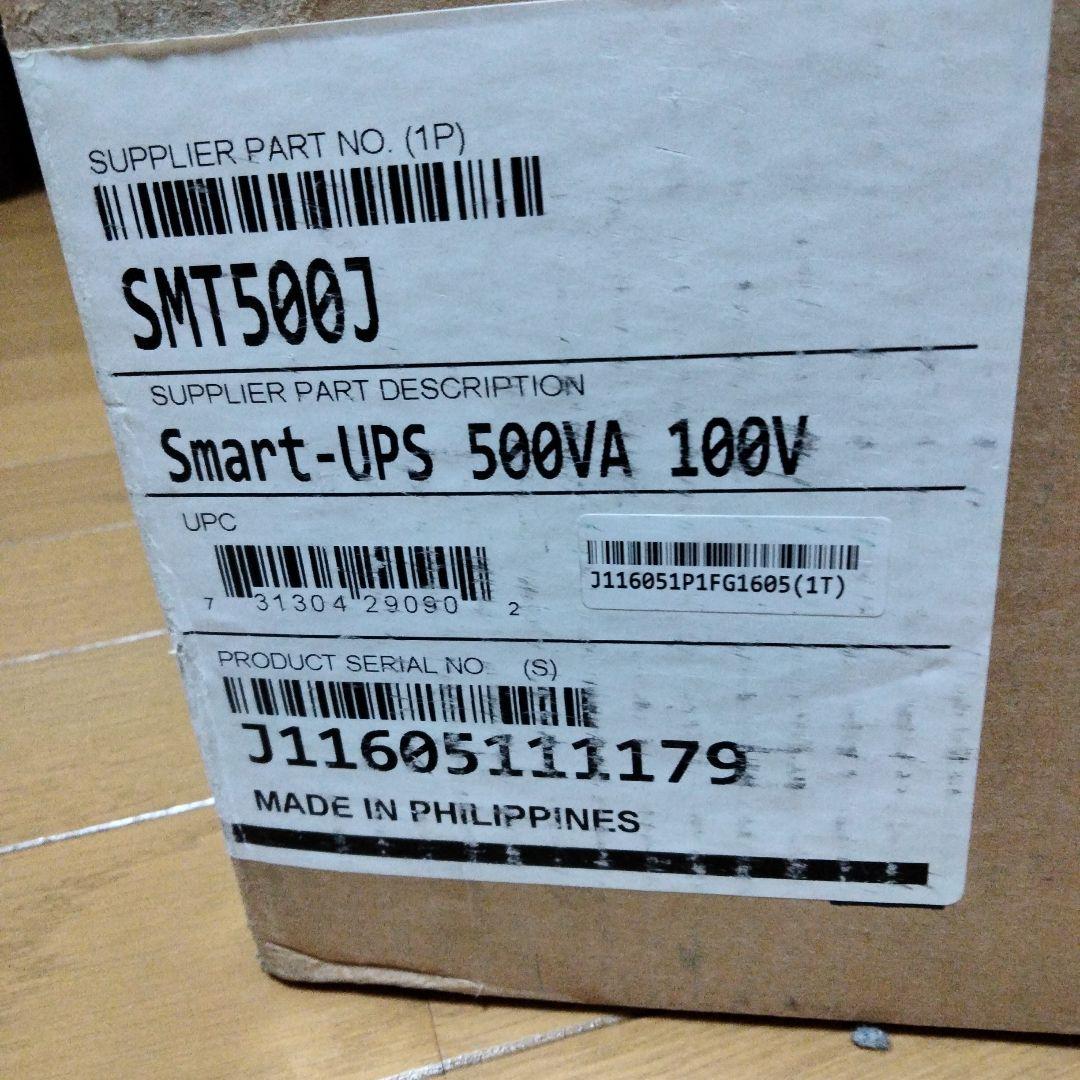 SUPPLIER PART NO. (1P)
SMT500J
SUPPLIER PART DESCRIPTION
Smart-UPS 500VA 100V
UPC
7 31304 29090 2
J116051P1FG1605(1T)
PRODUCT SERIAL NO (S)
J11605111179
MADE IN PHILIPPINES